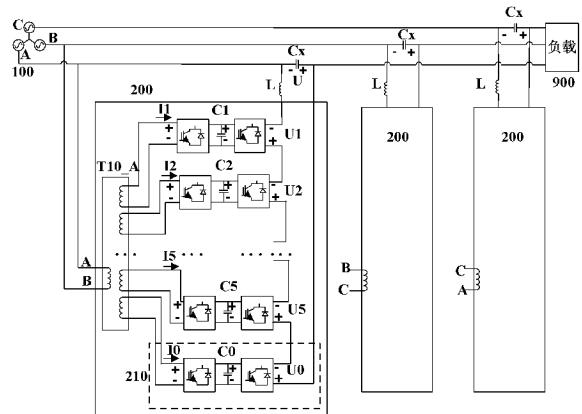 C
Cx
- +
B
Cx
负载
A
- +
100
Cx
- +
U
900
L
L
L
200
I1
C1
+
-
+
-
U1
200
200
T10_A
I2
C2
+
-
+
-
U2
A
I5
B
C5
+
-
+
-
U5
B
C
C
A
210
I0
C0
+
-
+
-
U0